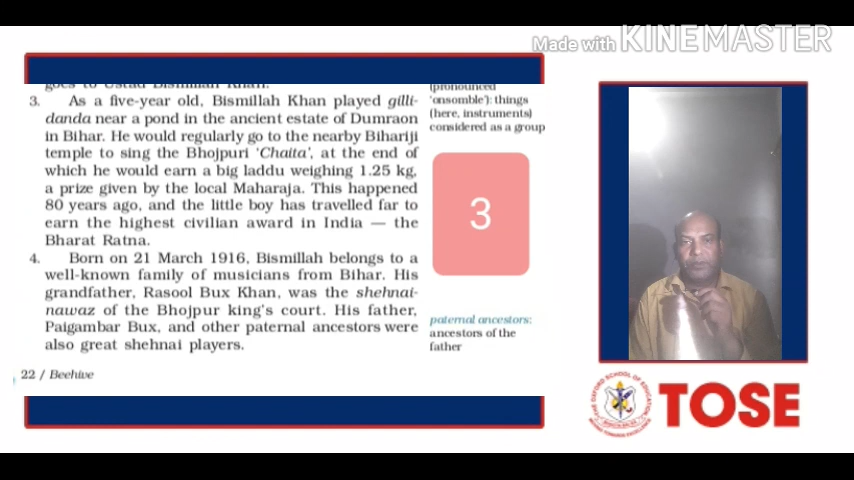 Made with KINEMASTER
goes to Ustad Bismillah Khan.
3. As a five-year old, Bismillah Khan played gilli-
danda near a pond in the ancient estate of Dumraon
in Bihar. He would regularly go to the nearby Bihariji
temple to sing the Bhojpuri ‘Chaita’, at the end of
which he would earn a big laddu weighing 1.25 kg,
a prize given by the local Maharaja. This happened
80 years ago, and the little boy has travelled far to
earn the highest civilian award in India — the
Bharat Ratna.
4. Born on 21 March 1916, Bismillah belongs to a
well-known family of musicians from Bihar. His
grandfather, Rasool Bux Khan, was the shehnai-
nawaz of the Bhojpur king’s court. His father,
Paigambar Bux, and other paternal ancestors were
also great shehnai players.
22 / Beehive
(pronounced
‘onsomble’): things
(here, instruments)
considered as a group
3
paternal ancestors:
ancestors of the
father
THE OXFORD SCHOOL OF EDUCATION
TOSE